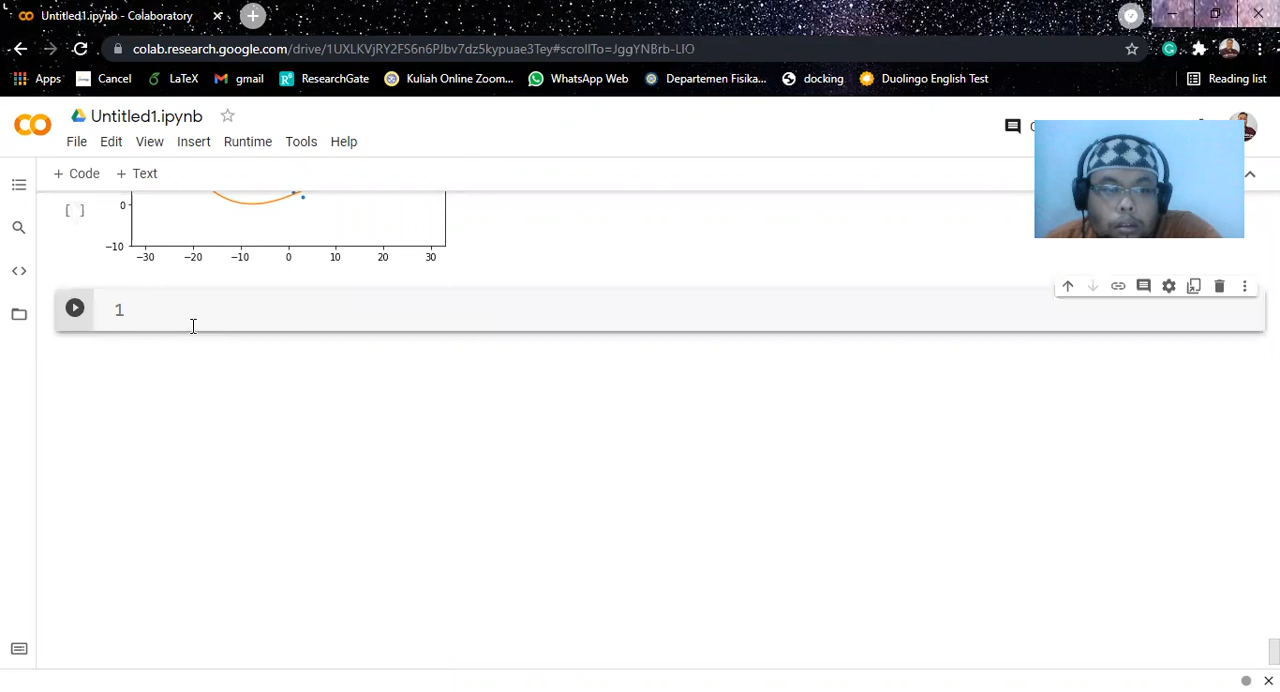 Untitled1.ipynb - Colaboratory
colab.research.google.com/drive/1UXLKVjRY2FS6n6PJbv7dz5kypuae3Tey#scrollTo=JggYNBrb-LIO
Apps Cancel LaTeX gmail ResearchGate Kuliah Online Zoom... WhatsApp Web Departemen Fisika... docking Duolingo English Test Reading list
Untitled1.ipynb
File Edit View Insert Runtime Tools Help
+ Code + Text
[ ]
0
−10
−30 −20 −10 0 10 20 30
1